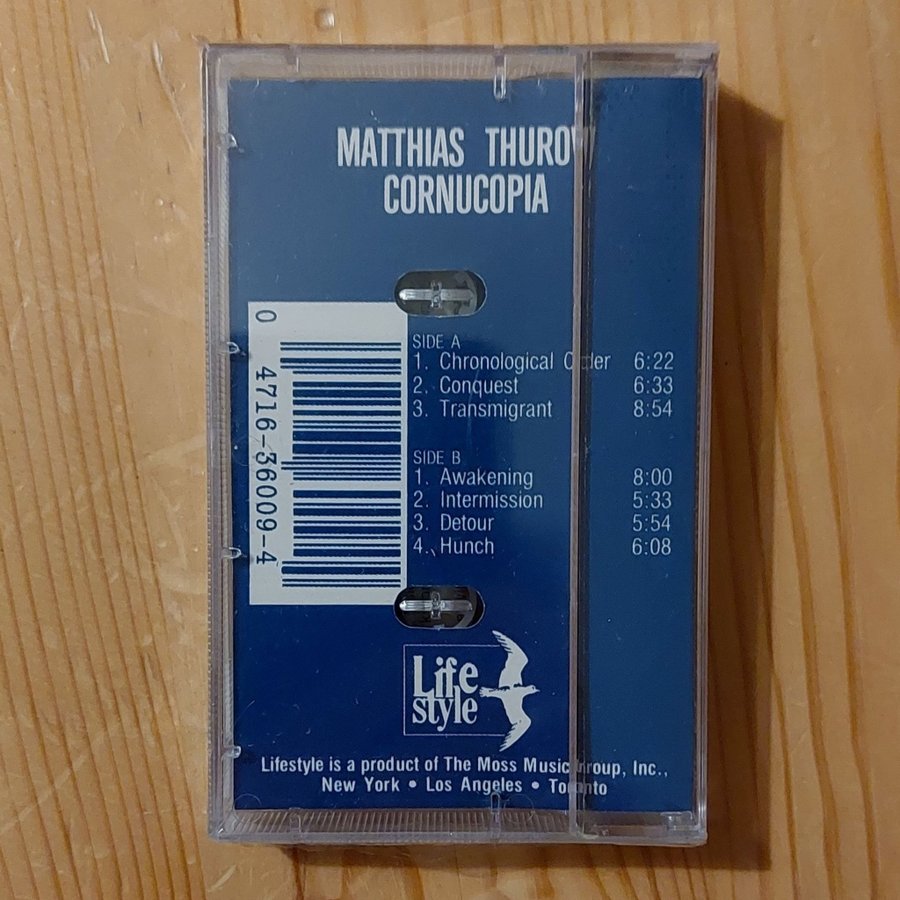 MATTHIAS THUROW
CORNUCOPIA
SIDE A
1. Chronological Order 6:22
2. Conquest 6:33
3. Transmigrant 8:54
SIDE B
1. Awakening 8:00
2. Intermission 5:33
3. Detour 5:54
4. Hunch 6:08
0 4716-36009-4
Life
style
Lifestyle is a product of The Moss Music Group, Inc.,
New York • Los Angeles • Toronto